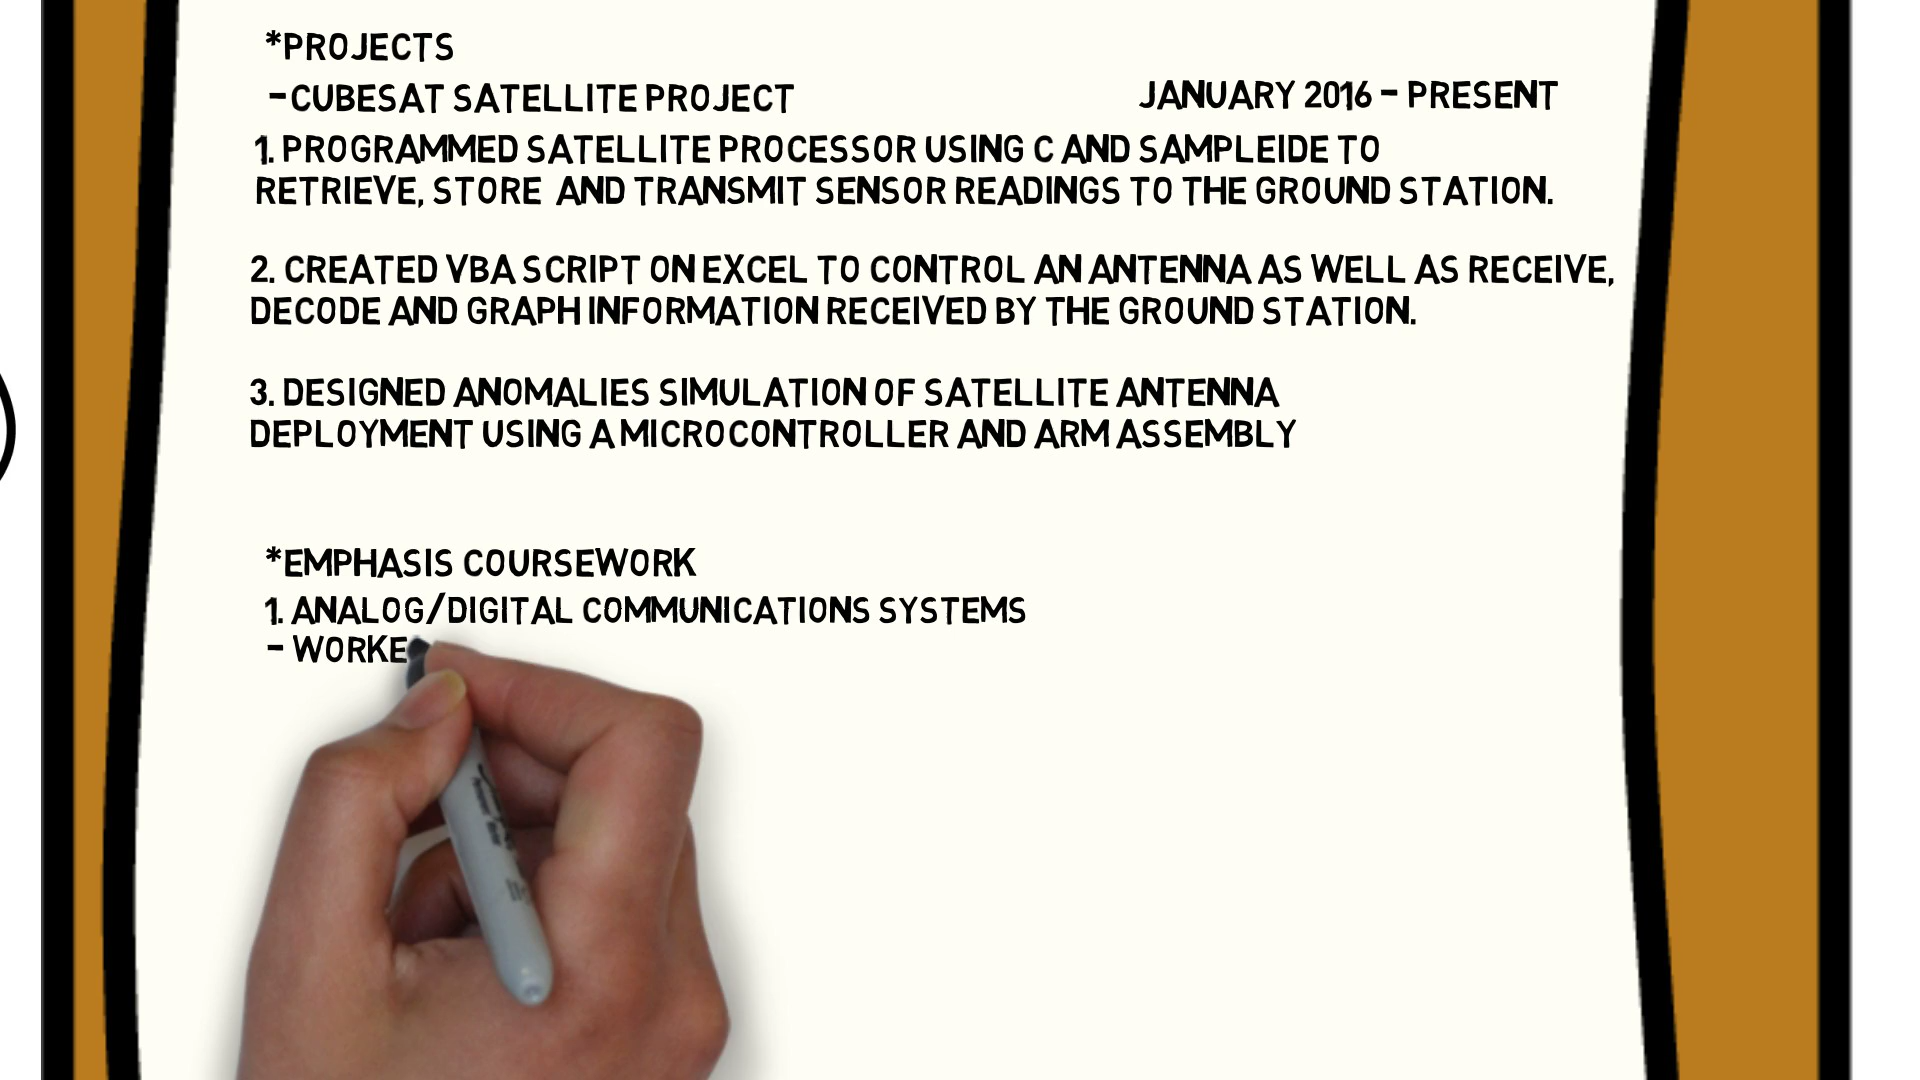 *PROJECTS
-CUBESAT SATELLITE PROJECT JANUARY 2016 - PRESENT
1. PROGRAMMED SATELLITE PROCESSOR USING C AND SAMPLEIDE TO
RETRIEVE, STORE AND TRANSMIT SENSOR READINGS TO THE GROUND STATION.
2. CREATED VBA SCRIPT ON EXCEL TO CONTROL AN ANTENNA AS WELL AS RECEIVE,
DECODE AND GRAPH INFORMATION RECEIVED BY THE GROUND STATION.
3. DESIGNED ANOMALIES SIMULATION OF SATELLITE ANTENNA
DEPLOYMENT USING A MICROCONTROLLER AND ARM ASSEMBLY
*EMPHASIS COURSEWORK
1. ANALOG/DIGITAL COMMUNICATIONS SYSTEMS
- WORKE